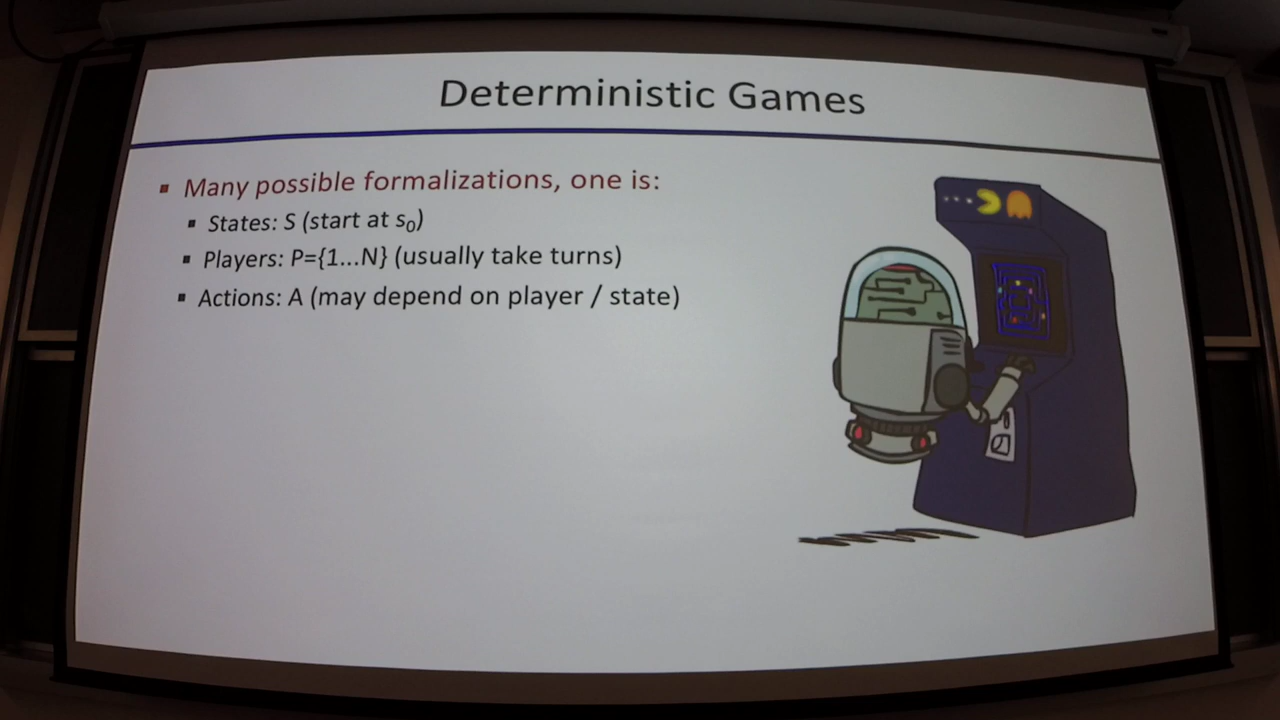 Deterministic Games
▪ Many possible formalizations, one is:
▪ States: S (start at s₀)
▪ Players: P={1...N} (usually take turns)
▪ Actions: A (may depend on player / state)